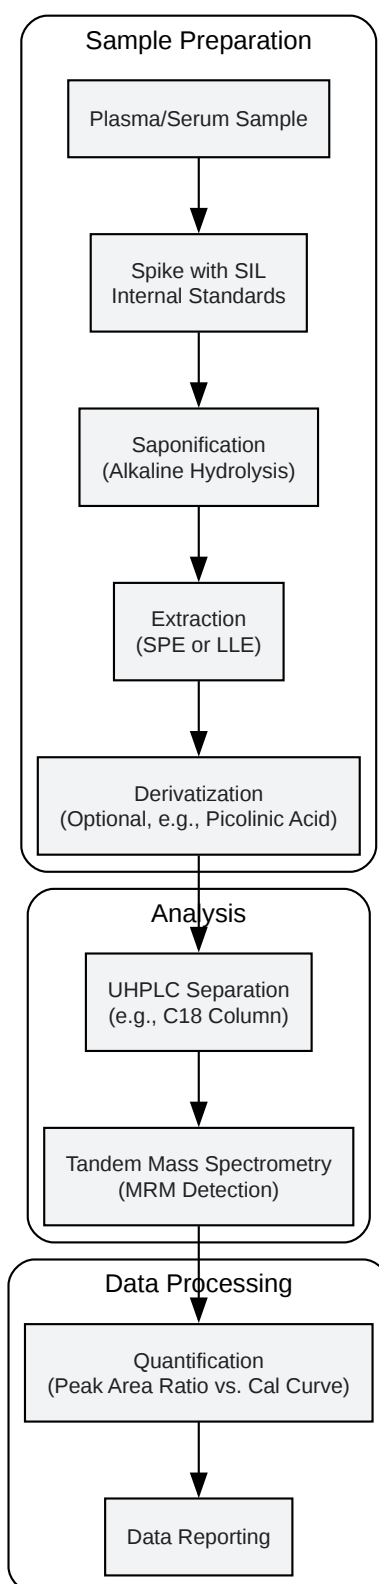 Sample Preparation
Plasma/Serum Sample
Spike with SIL
Internal Standards
Saponification
(Alkaline Hydrolysis)
Extraction
(SPE or LLE)
Derivatization
(Optional, e.g., Picolinic Acid)
Analysis
UHPLC Separation
(e.g., C18 Column)
Tandem Mass Spectrometry
(MRM Detection)
Data Processing
Quantification
(Peak Area Ratio vs. Cal Curve)
Data Reporting